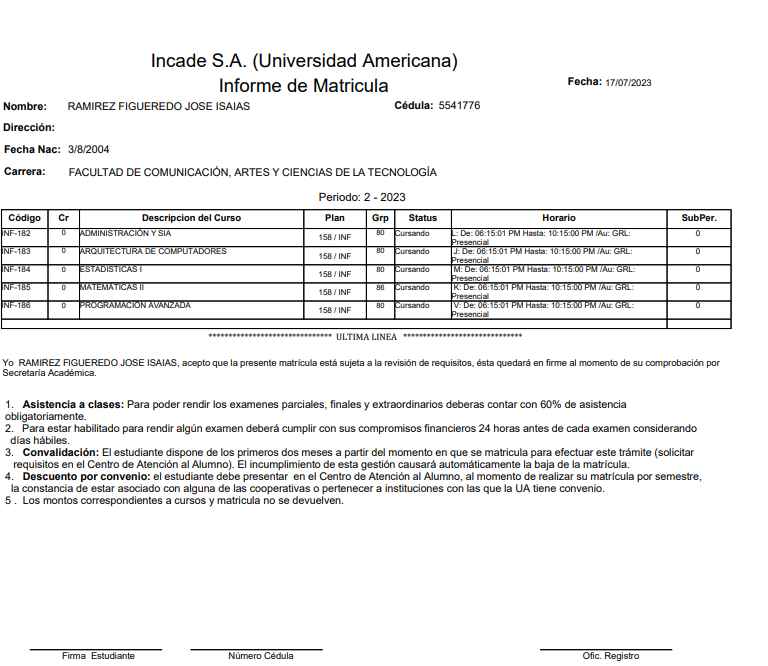 Incade S.A. (Universidad Americana)
Informe de Matricula
Fecha: 17/07/2023
Nombre: RAMIREZ FIGUEREDO JOSE ISAIAS Cédula: 5541776
Dirección:
Fecha Nac: 3/8/2004
Carrera: FACULTAD DE COMUNICACIÓN, ARTES Y CIENCIAS DE LA TECNOLOGÍA
Periodo: 2 - 2023
Código Cr Descripcion del Curso Plan Grp Status Horario SubPer.
INF-182 0 ADMINISTRACIÓN Y SIA 158 / INF 80 Cursando L: De: 06:15:01 PM Hasta: 10:15:00 PM /Au: GRL: 0
Presencial
INF-183 0 ARQUITECTURA DE COMPUTADORES 158 / INF 80 Cursando J: De: 06:15:01 PM Hasta: 10:15:00 PM /Au: GRL: 0
Presencial
INF-184 0 ESTADISTICAS I 158 / INF 80 Cursando M: De: 06:15:01 PM Hasta: 10:15:00 PM /Au: GRL: 0
Presencial
INF-185 0 MATEMATICAS II 158 / INF 86 Cursando K: De: 06:15:01 PM Hasta: 10:15:00 PM /Au: GRL: 0
Presencial
INF-186 0 PROGRAMACIÓN AVANZADA 158 / INF 80 Cursando V: De: 06:15:01 PM Hasta: 10:15:00 PM /Au: GRL: 0
Presencial
******************************* ULTIMA LINEA ******************************
Yo RAMIREZ FIGUEREDO JOSE ISAIAS, acepto que la presente matrícula está sujeta a la revisión de requisitos, ésta quedará en firme al momento de su comprobación por
Secretaría Académica.
1. Asistencia a clases: Para poder rendir los examenes parciales, finales y extraordinarios deberas contar con 60% de asistencia
obligatoriamente.
2. Para estar habilitado para rendir algún examen deberá cumplir con sus compromisos financieros 24 horas antes de cada examen considerando
días hábiles.
3. Convalidación: El estudiante dispone de los primeros dos meses a partir del momento en que se matricula para efectuar este trámite (solicitar
requisitos en el Centro de Atención al Alumno). El incumplimiento de esta gestión causará automáticamente la baja de la matrícula.
4. Descuento por convenio: el estudiante debe presentar en el Centro de Atención al Alumno, al momento de realizar su matrícula por semestre,
la constancia de estar asociado con alguna de las cooperativas o pertenecer a instituciones con las que la UA tiene convenio.
5 . Los montos correspondientes a cursos y matricula no se devuelven.
Firma Estudiante Número Cédula Ofic. Registro